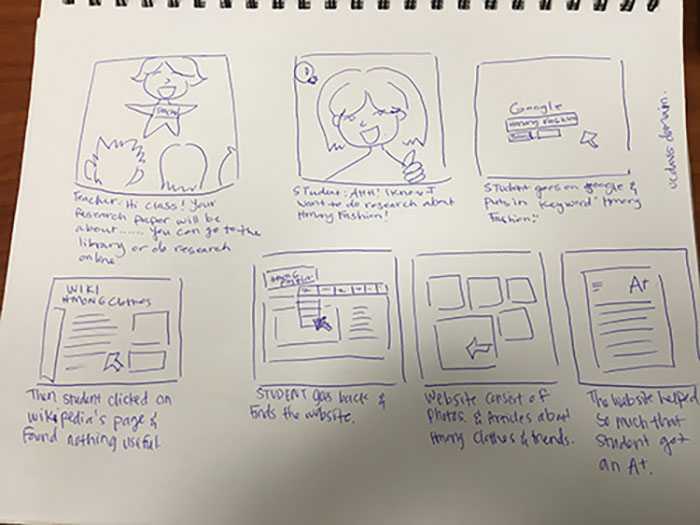 Teacher: Hi class! Your
Research Paper will be
about...... You can go to the
library or do research
online
STudent: Ahh! I know I
want to do research about
Hmong Fashion!
Google
Hmong Fashion
STudent goes on google &
Puts in keyword "Hmong
Fashion."
ucdavis domain.
WIKI
HMONG Clothes
Then student clicked on
Wikipedia's page &
Found nothing useful.
HMONG
STUDENT goes back &
finds the website.
Website consist of
Photos & Articles about
Hmong clothes & trends.
A+
The website helped
so much that
student got
an A+.